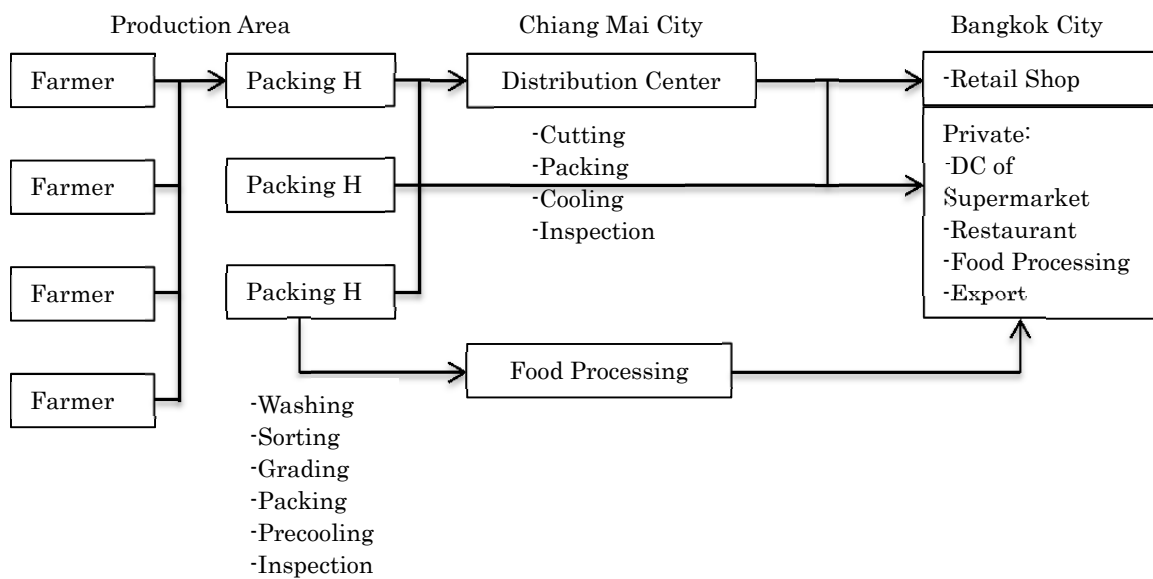 Production Area
Chiang Mai City
Bangkok City
Farmer
Packing H
Distribution Center
-Retail Shop
Farmer
Packing H
-Cutting
-Packing
-Cooling
-Inspection
Private:
-DC of
Supermarket
-Restaurant
-Food Processing
-Export
Farmer
Packing H
Farmer
Food Processing
-Washing
-Sorting
-Grading
-Packing
-Precooling
-Inspection